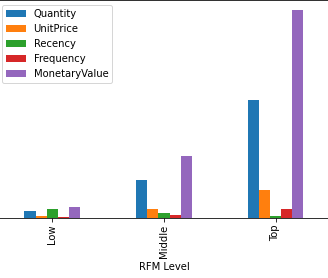 Quantity
UnitPrice
Recency
Frequency
MonetaryValue
Low
Middle
Top
RFM Level